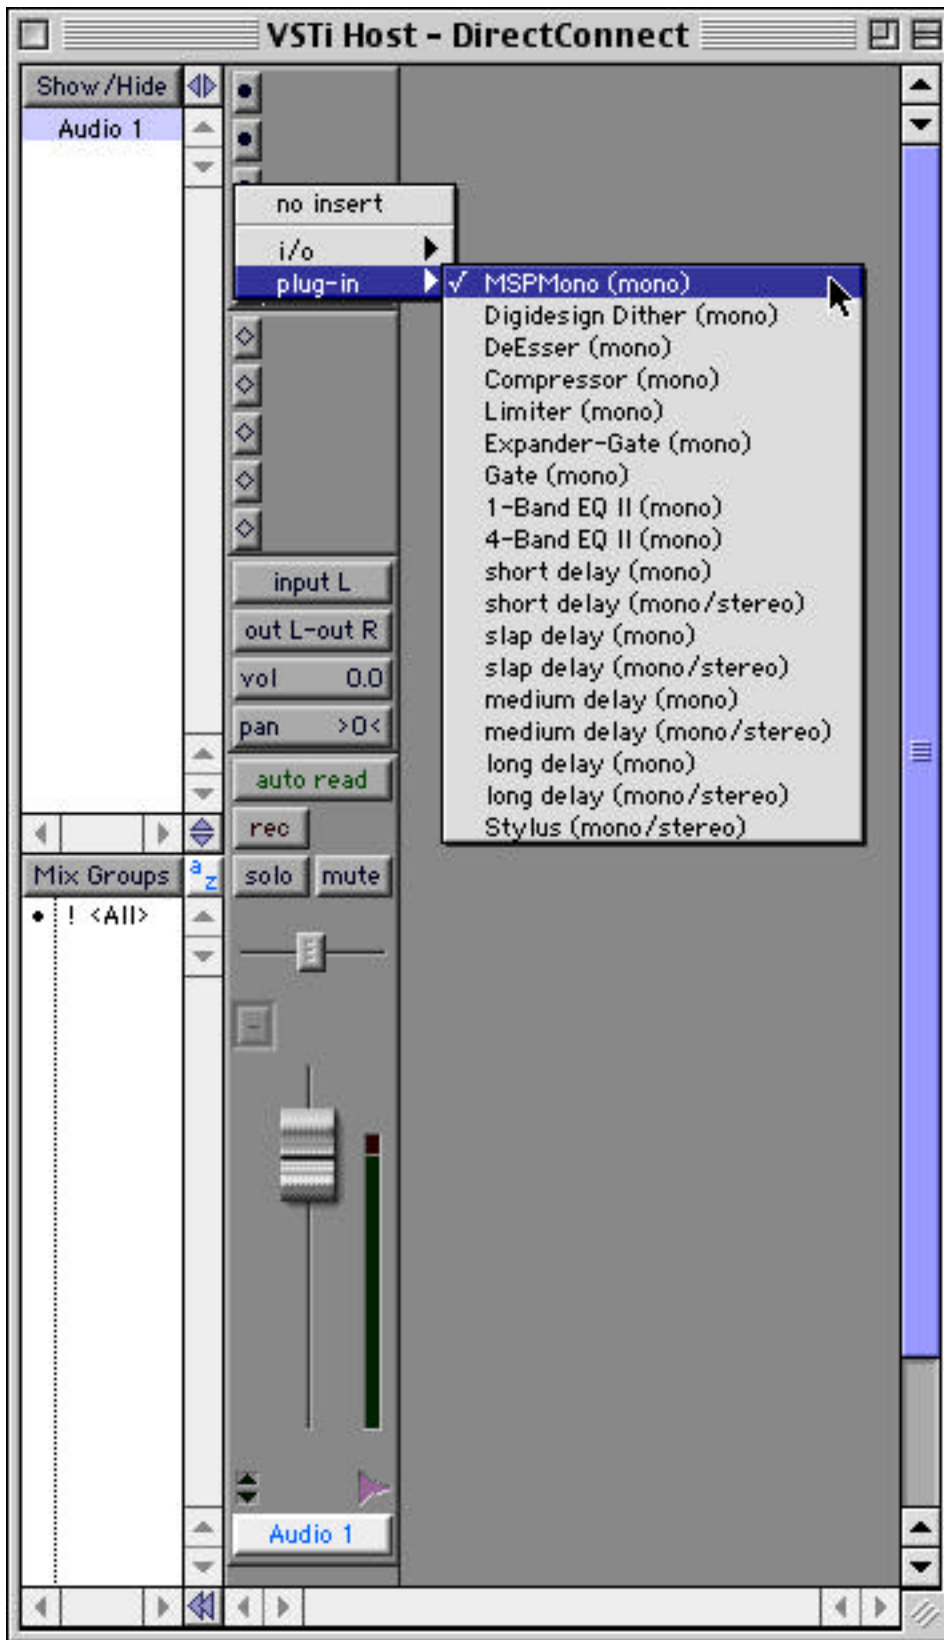 VSTi Host - DirectConnect
Show/Hide
Audio 1
no insert
i/o
plug-in
√ MSPMono (mono)
Digidesign Dither (mono)
DeEsser (mono)
Compressor (mono)
Limiter (mono)
Expander-Gate (mono)
Gate (mono)
1-Band EQ II (mono)
4-Band EQ II (mono)
short delay (mono)
short delay (mono/stereo)
slap delay (mono)
slap delay (mono/stereo)
medium delay (mono)
medium delay (mono/stereo)
long delay (mono)
long delay (mono/stereo)
Stylus (mono/stereo)
input L
out L-out R
vol 0.0
pan >0<
auto read
rec
solo mute
Mix Groups
a z
! <All>
Audio 1